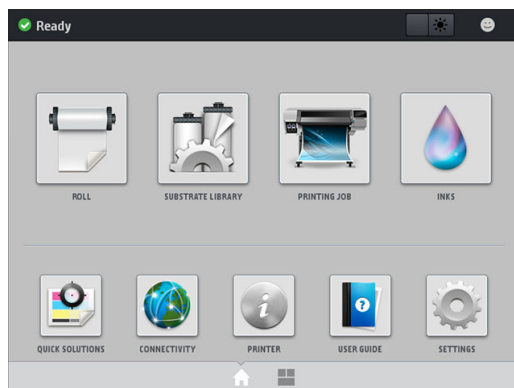 Ready
ROLL
SUBSTRATE LIBRARY
PRINTING JOB
INKS
QUICK SOLUTIONS
CONNECTIVITY
PRINTER
USER GUIDE
SETTINGS